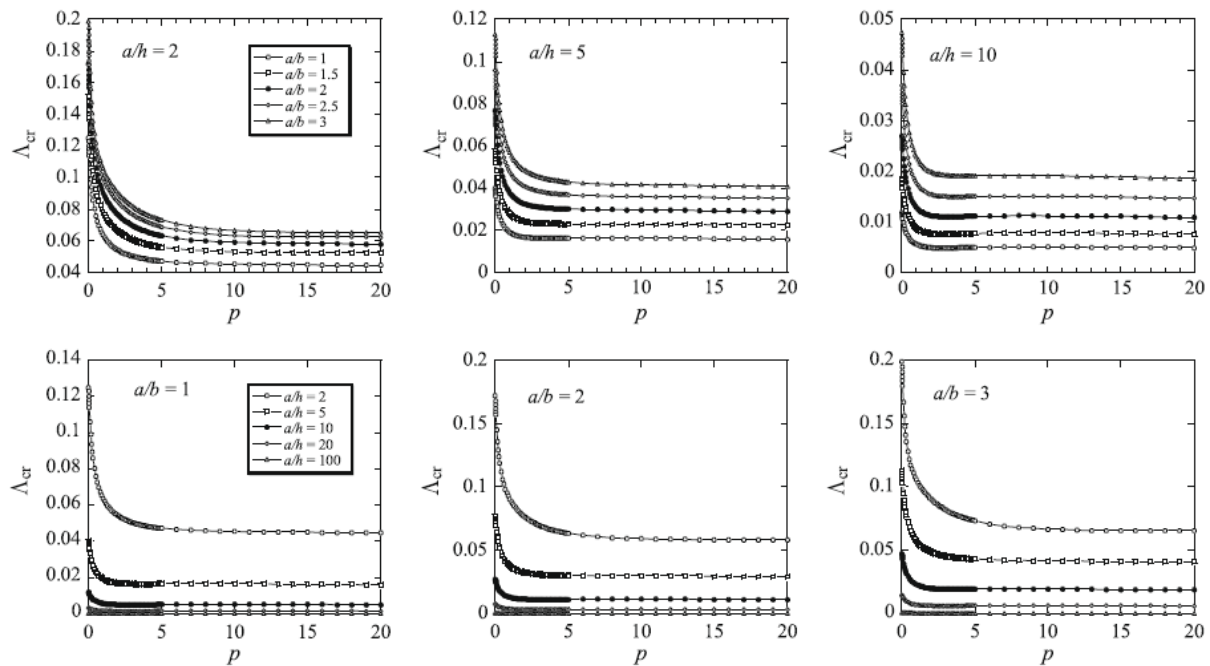 0.2
0.18
0.16
0.14
0.12
0.1
0.08
0.06
0.04
Λcr
a/h = 2
a/b = 1
a/b = 1.5
a/b = 2
a/b = 2.5
a/b = 3
0 5 10 15 20
p
0.12
0.1
0.08
0.06
0.04
0.02
0
Λcr
a/h = 5
0 5 10 15 20
p
0.05
0.04
0.03
0.02
0.01
0
Λcr
a/h = 10
0 5 10 15 20
p
0.14
0.12
0.1
0.08
0.06
0.04
0.02
0
Λcr
a/b = 1
a/h = 2
a/h = 5
a/h = 10
a/h = 20
a/h = 100
0 5 10 15 20
p
0.2
0.15
0.1
0.05
0
Λcr
a/b = 2
0 5 10 15 20
p
0.2
0.15
0.1
0.05
0
Λcr
a/b = 3
0 5 10 15 20
p